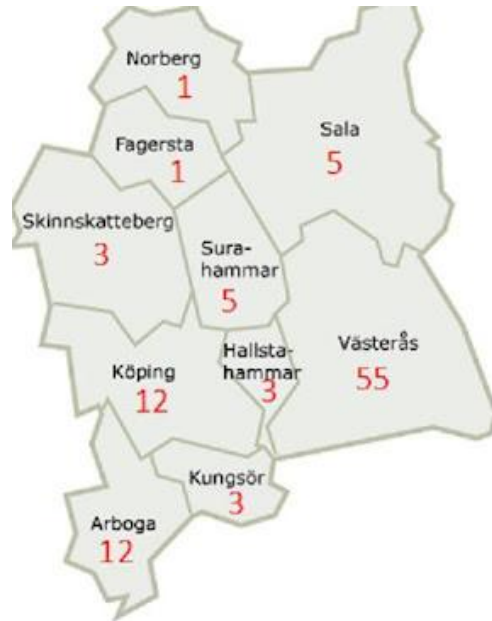 Norberg
1
Fagersta
1
Sala
5
Skinnskatteberg
3
Sura-
hammar
5
Hallsta-
hammar
3
Västerås
55
Köping
12
Kungsör
3
Arboga
12